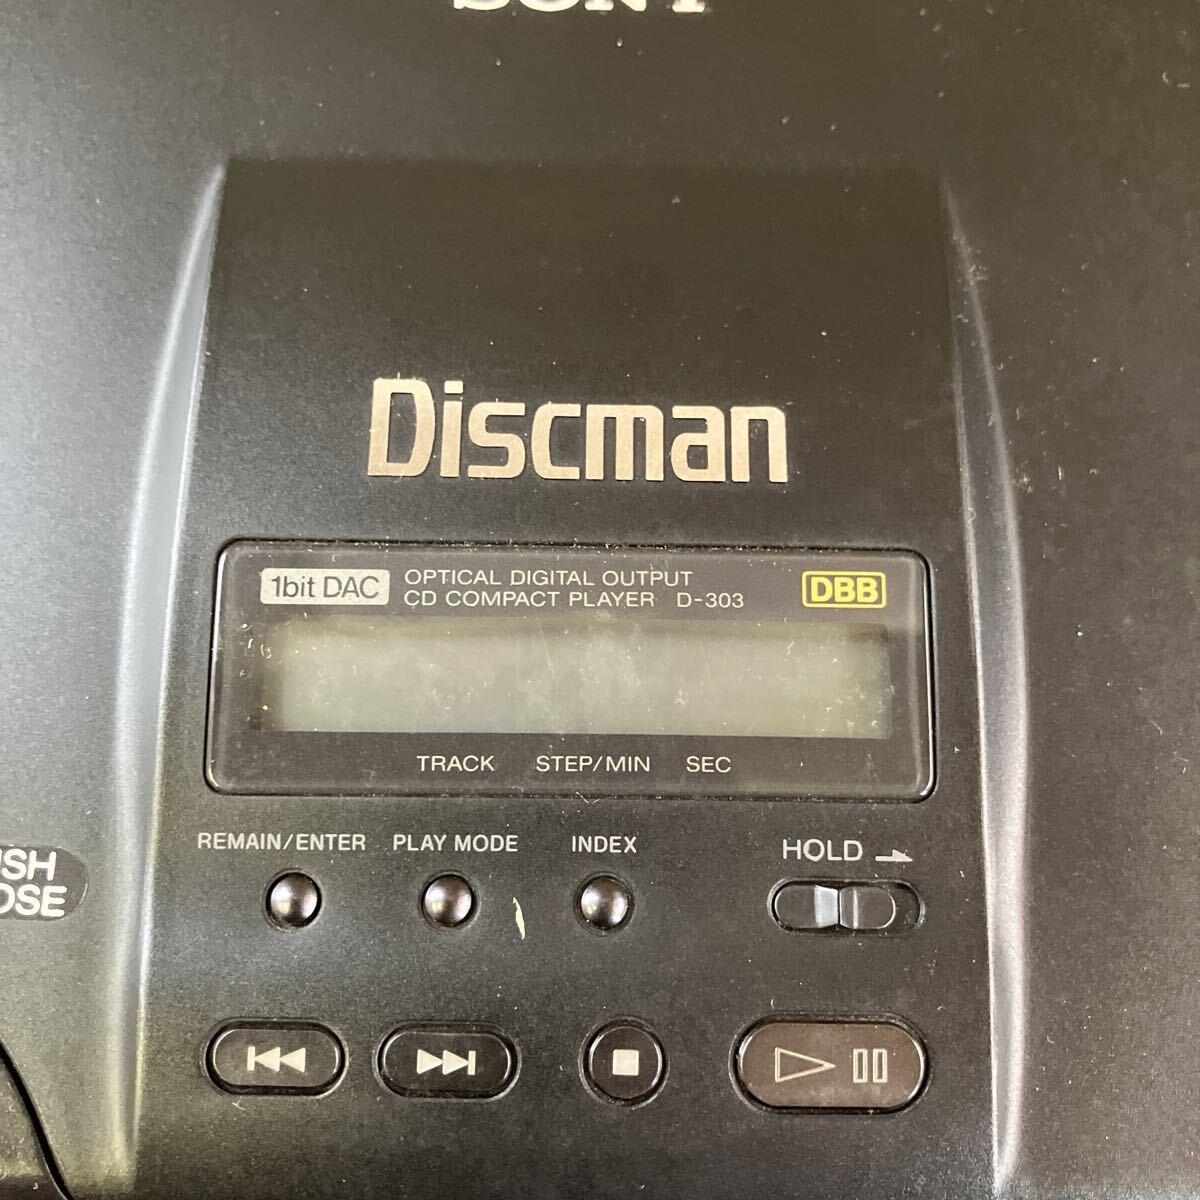 SONY
Discman
1bit DAC
OPTICAL DIGITAL OUTPUT
CD COMPACT PLAYER D-303
DBB
TRACK STEP/MIN SEC
REMAIN/ENTER PLAY MODE INDEX
HOLD